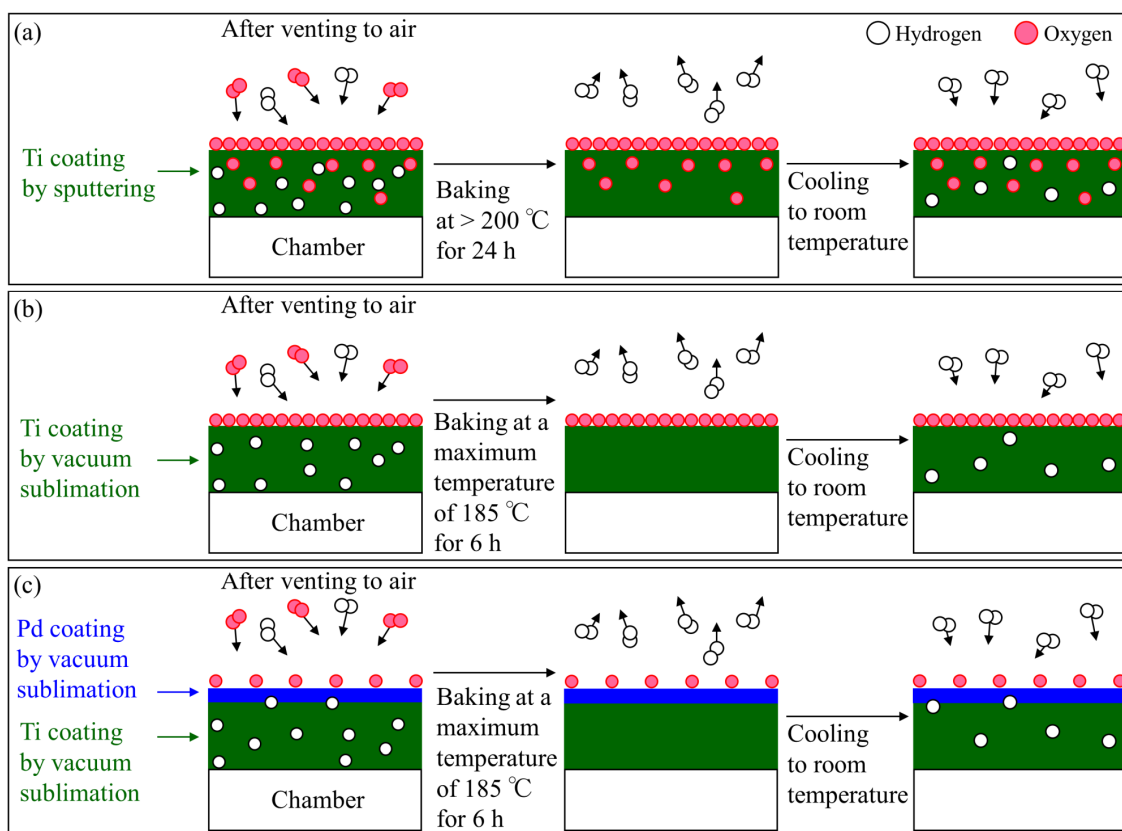 (a)
After venting to air
Hydrogen
Oxygen
Ti coating
by sputtering
Chamber
Baking
at > 200 ℃
for 24 h
Cooling
to room
temperature
(b)
After venting to air
Ti coating
by vacuum
sublimation
Chamber
Baking at a
maximum
temperature
of 185 ℃
for 6 h
Cooling
to room
temperature
(c)
After venting to air
Pd coating
by vacuum
sublimation
Ti coating
by vacuum
sublimation
Chamber
Baking at a
maximum
temperature
of 185 ℃
for 6 h
Cooling
to room
temperature